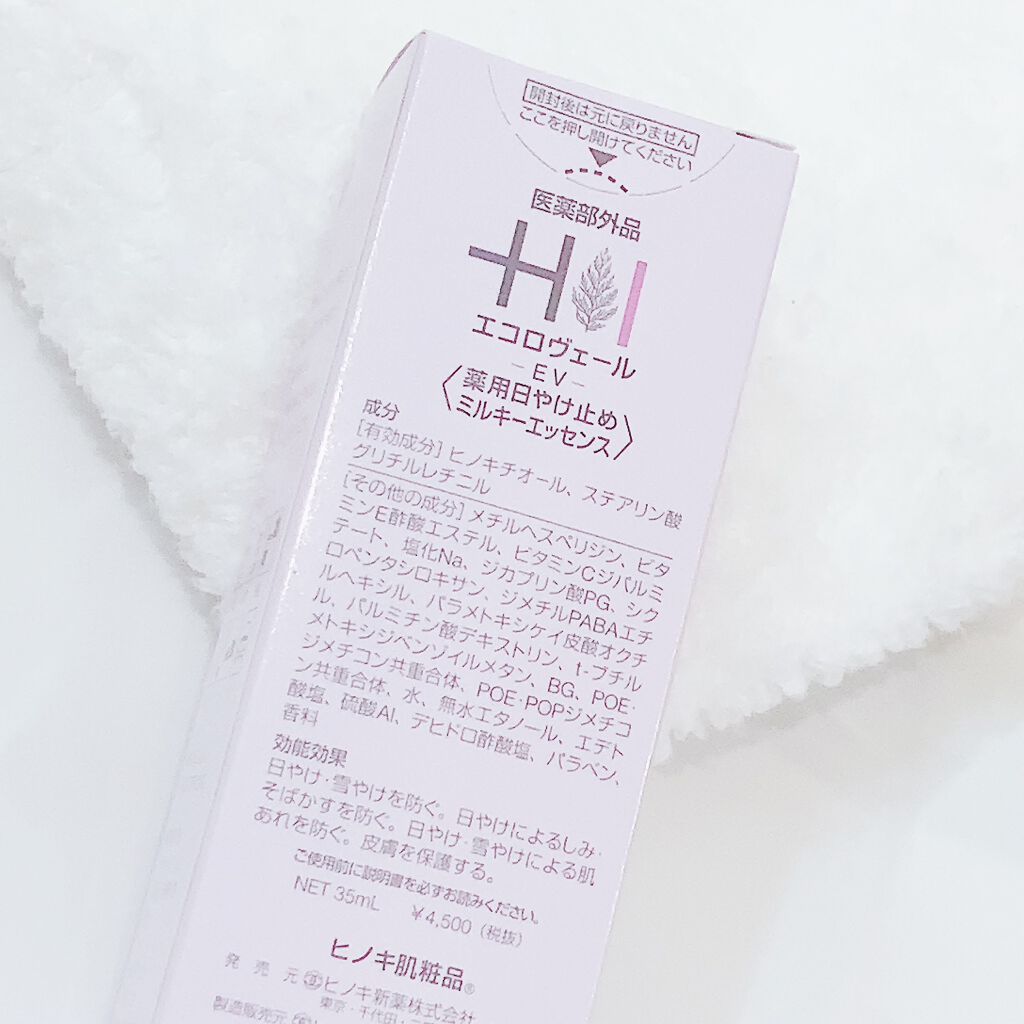 開封後は元に戻りません
ここを押し開けてください
医薬部外品
HI
エコロヴェール
-EV-
〈薬用日やけ止め
ミルキーエッセンス〉
成分
[有効成分]ヒノキチオール、ステアリン酸
グリチルレチニル
[その他の成分]メチルヘスペリジン、ビタ
ミンE酢酸エステル、ビタミンCジパルミ
テート、塩化Na、ジカプリン酸PG、シク
ロペンタシロキサン、ジメチルPABAエチ
ルヘキシル、パラメトキシケイ皮酸オクチ
ル、パルミチン酸デキストリン、t-ブチル
メトキシジベンゾイルメタン、BG、POE・
ジメチコン共重合体、POE・POPジメチコ
ン共重合体、水、無水エタノール、エデト
酸塩、硫酸Al、デヒドロ酢酸塩、パラベン、
香料
効能効果
日やけ・雪やけを防ぐ。日やけによるしみ・
そばかすを防ぐ。日やけ・雪やけによる肌
あれを防ぐ。皮膚を保護する。
ご使用前に説明書を必ずお読みください。
NET 35mL ¥4,500（税抜）
ヒノキ肌粧品®
発売元 ヒノキ新薬株式会社
東京・千代田・二
製造販売元